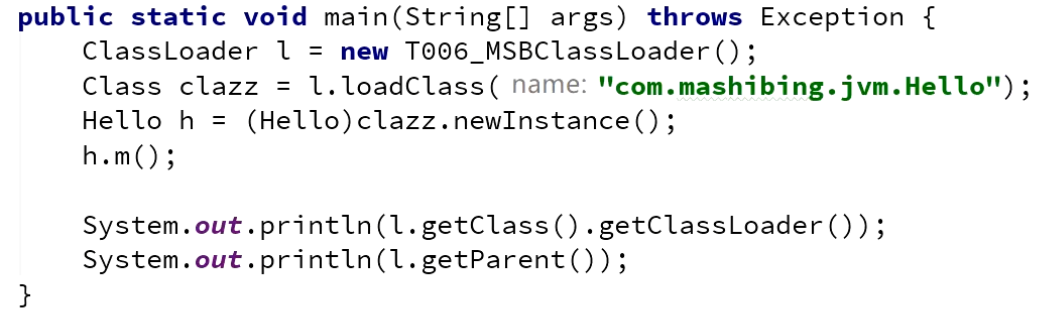 public static void main(String[] args) throws Exception {
    ClassLoader l = new T006_MSBClassLoader();
    Class clazz = l.loadClass( name: "com.mashibing.jvm.Hello");
    Hello h = (Hello)clazz.newInstance();
    h.m();

    System.out.println(l.getClass().getClassLoader());
    System.out.println(l.getParent());
}